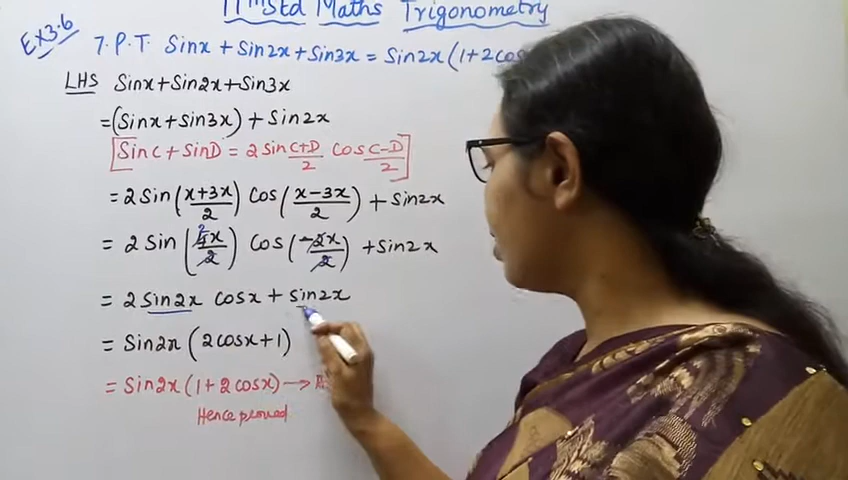 11th Std Maths Trigonometry
Ex 3.6
7. P.T. Sinx + Sin2x + Sin3x = Sin2x (1+2cos
LHS Sinx + Sin2x + Sin3x
= (Sinx + Sin3x) + Sin2x
[SinC + SinD = 2 Sin C+D/2 Cos C-D/2]
= 2 Sin (x+3x/2) Cos (x-3x/2) + Sin2x
= 2 Sin (4x/2) Cos (-2x/2) + Sin2x
= 2 Sin2x Cosx + Sin2x
= Sin2x (2cosx + 1)
= Sin2x (1 + 2 cosx) →
Hence proved